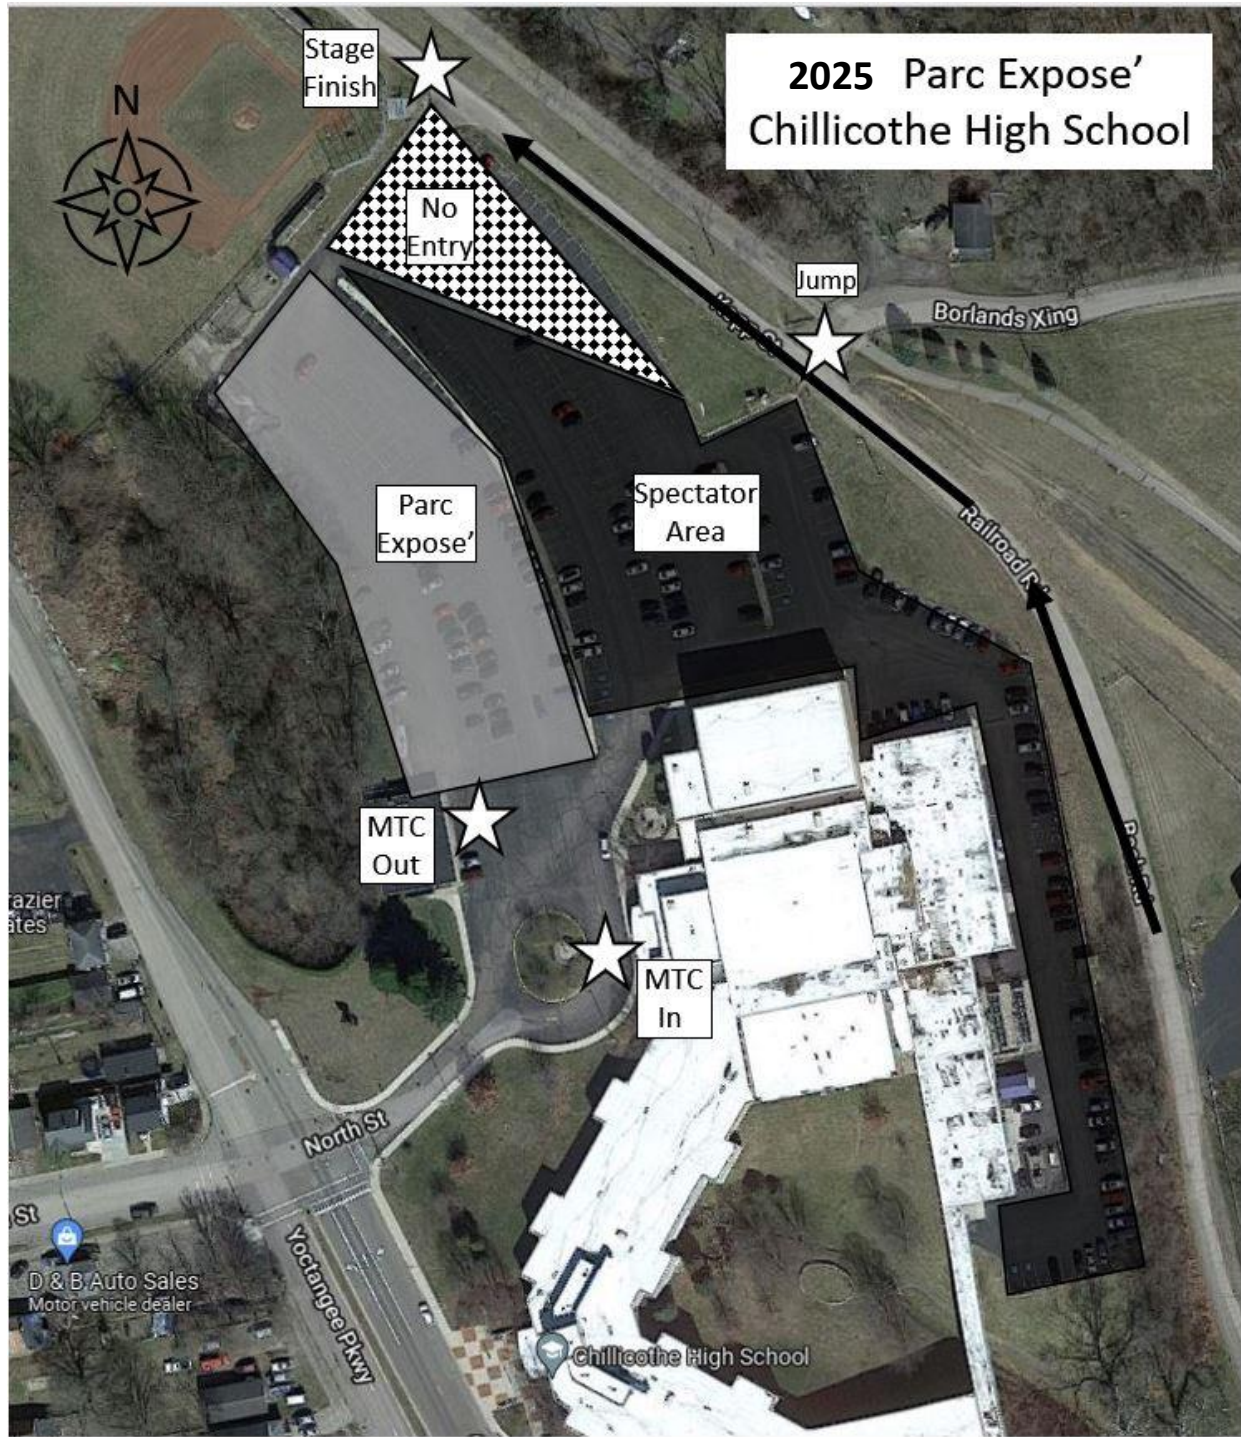 Stage
Finish
2025 Parc Expose’
Chillicothe High School
N
No
Entry
Jump
Borlands Xing
Parc
Expose’
Spectator
Area
MTC
Out
MTC
In
North St
St
D & B Auto Sales
Motor vehicle dealer
Yoctangee Pkwy
Chillicothe High School
Railroad